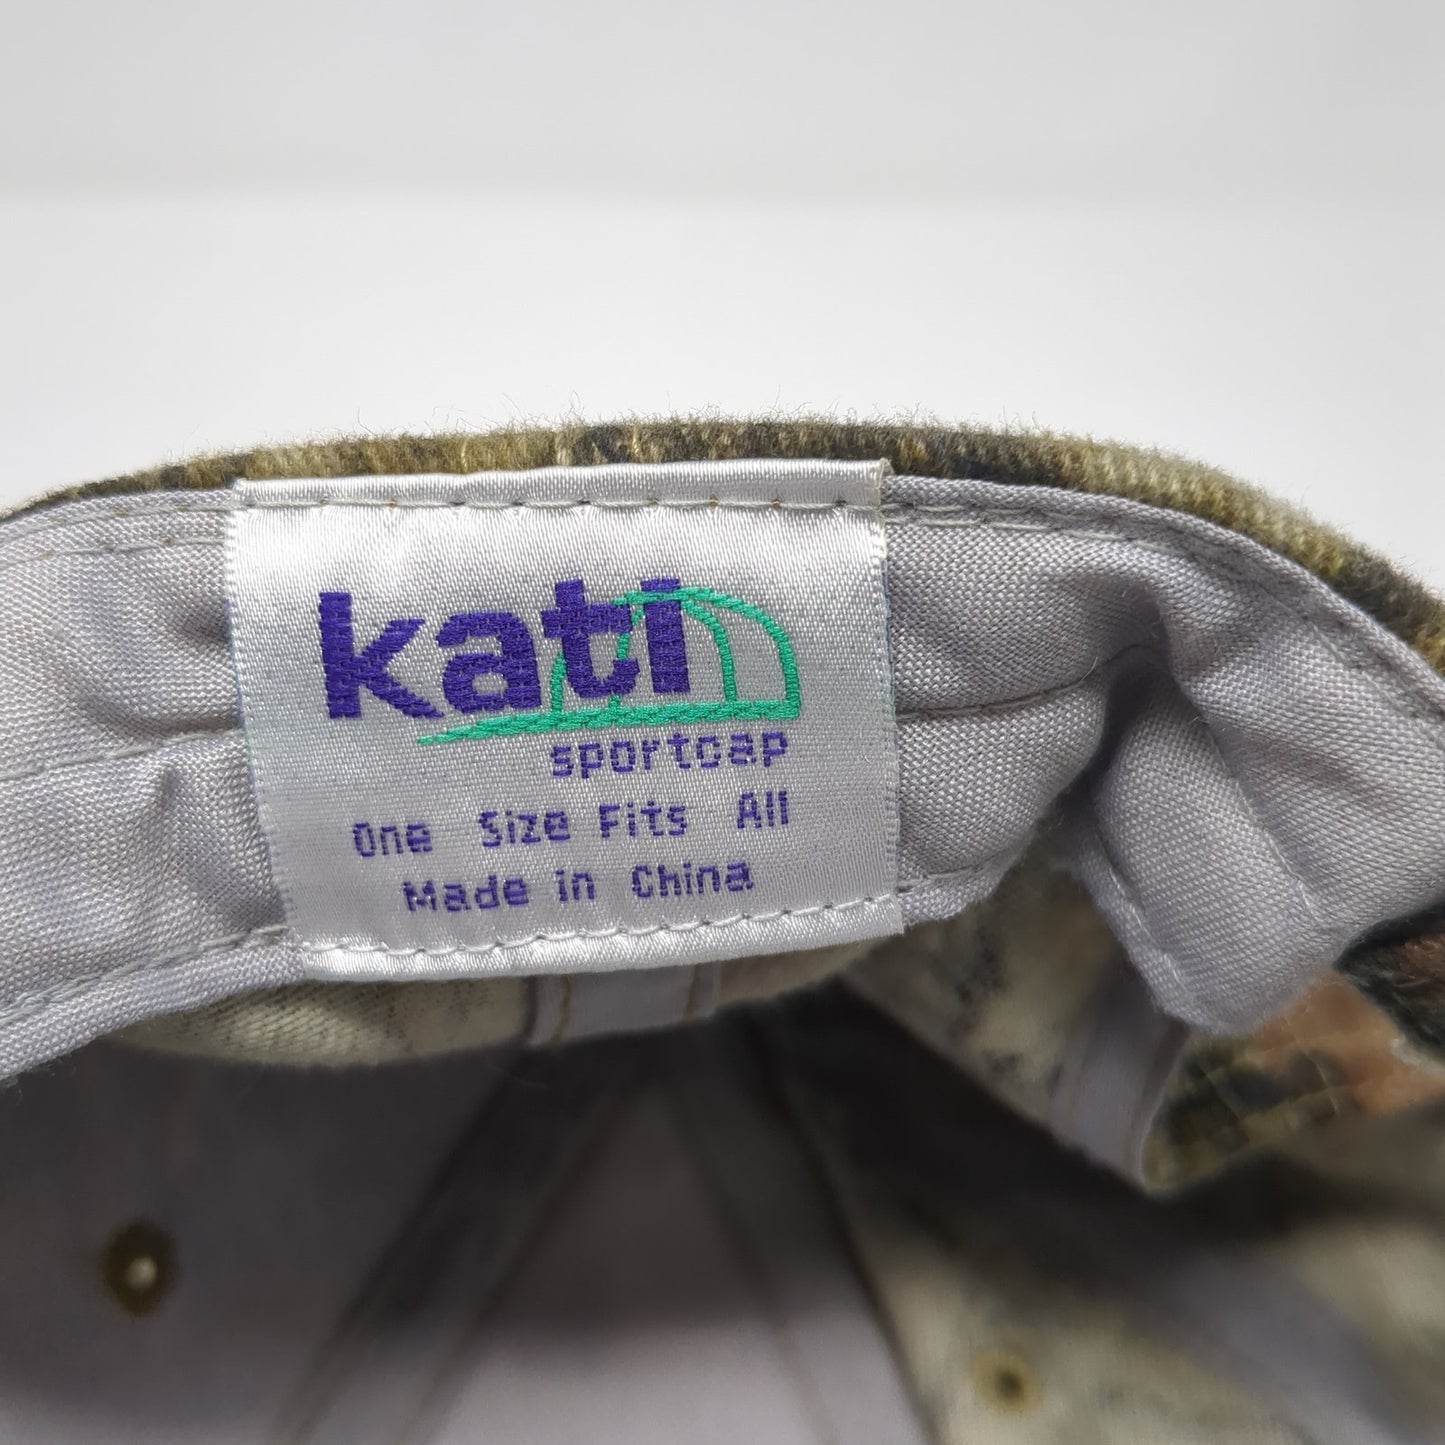 kati
sportcap
One Size Fits All
Made in China